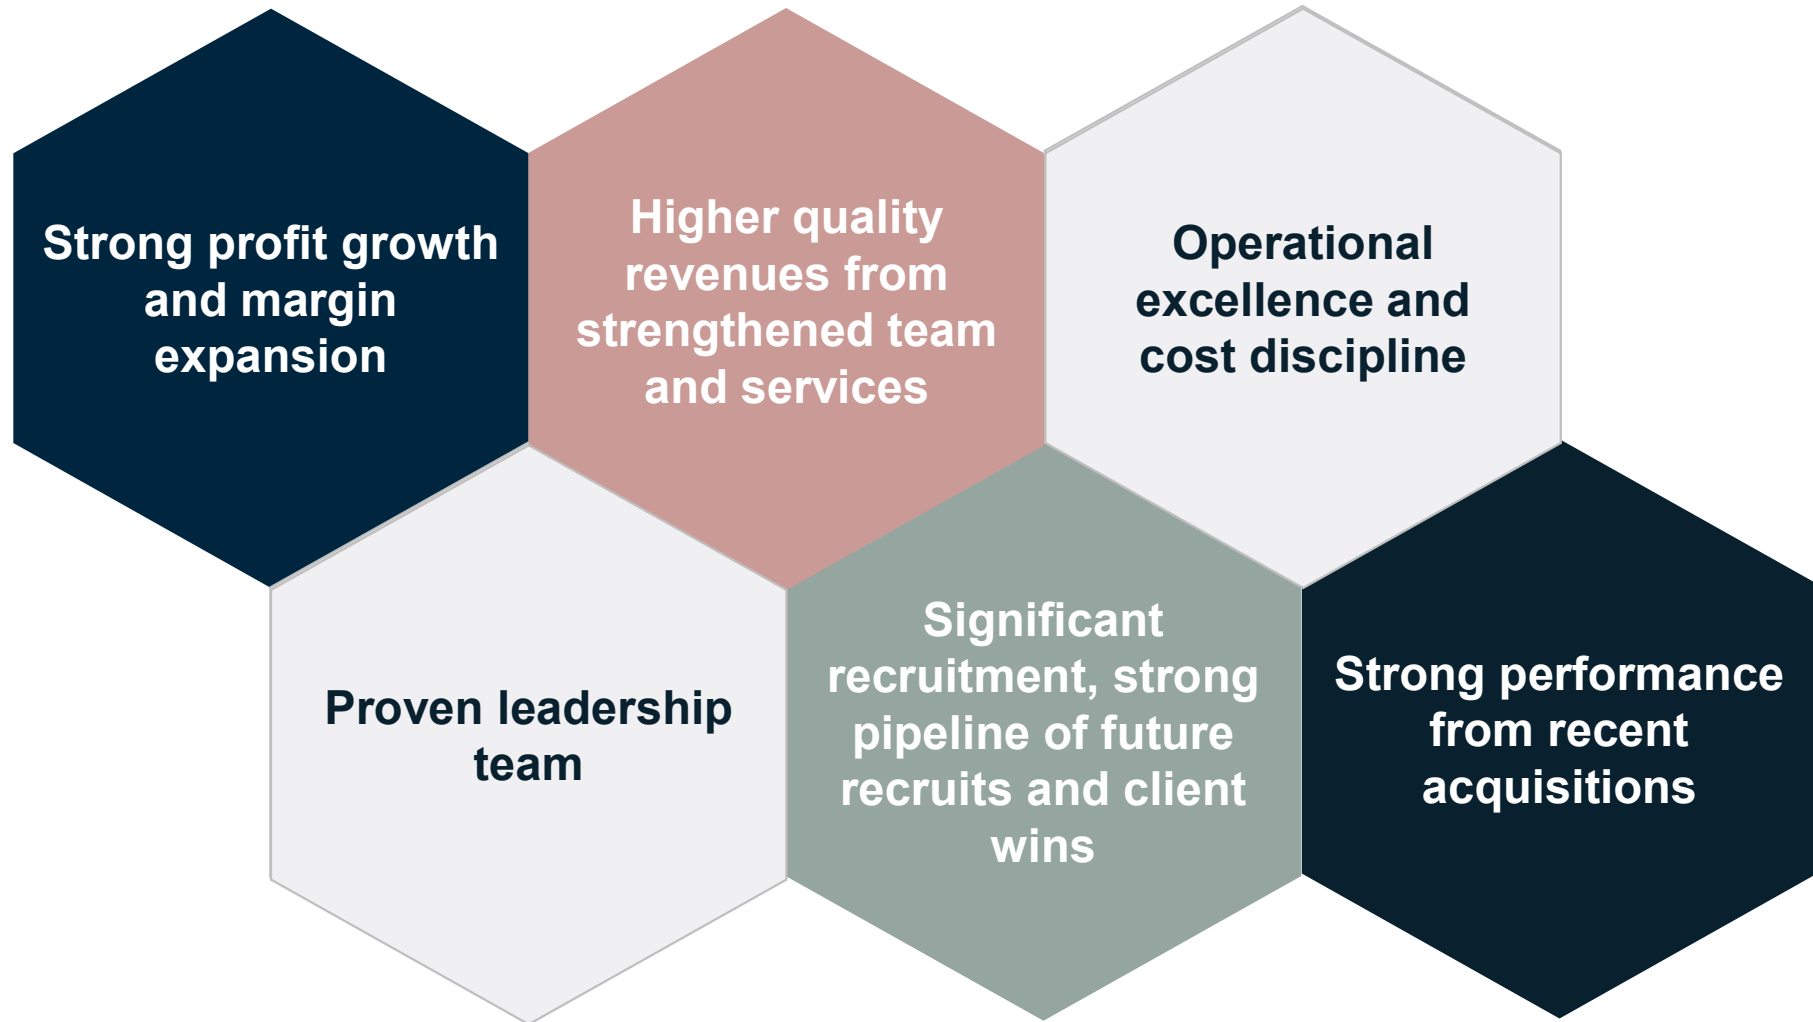 Strong profit growth
and margin
expansion
Higher quality
revenues from
strengthened team
and services
Operational
excellence and
cost discipline
Proven leadership
team
Significant
recruitment, strong
pipeline of future
recruits and client
wins
Strong performance
from recent
acquisitions